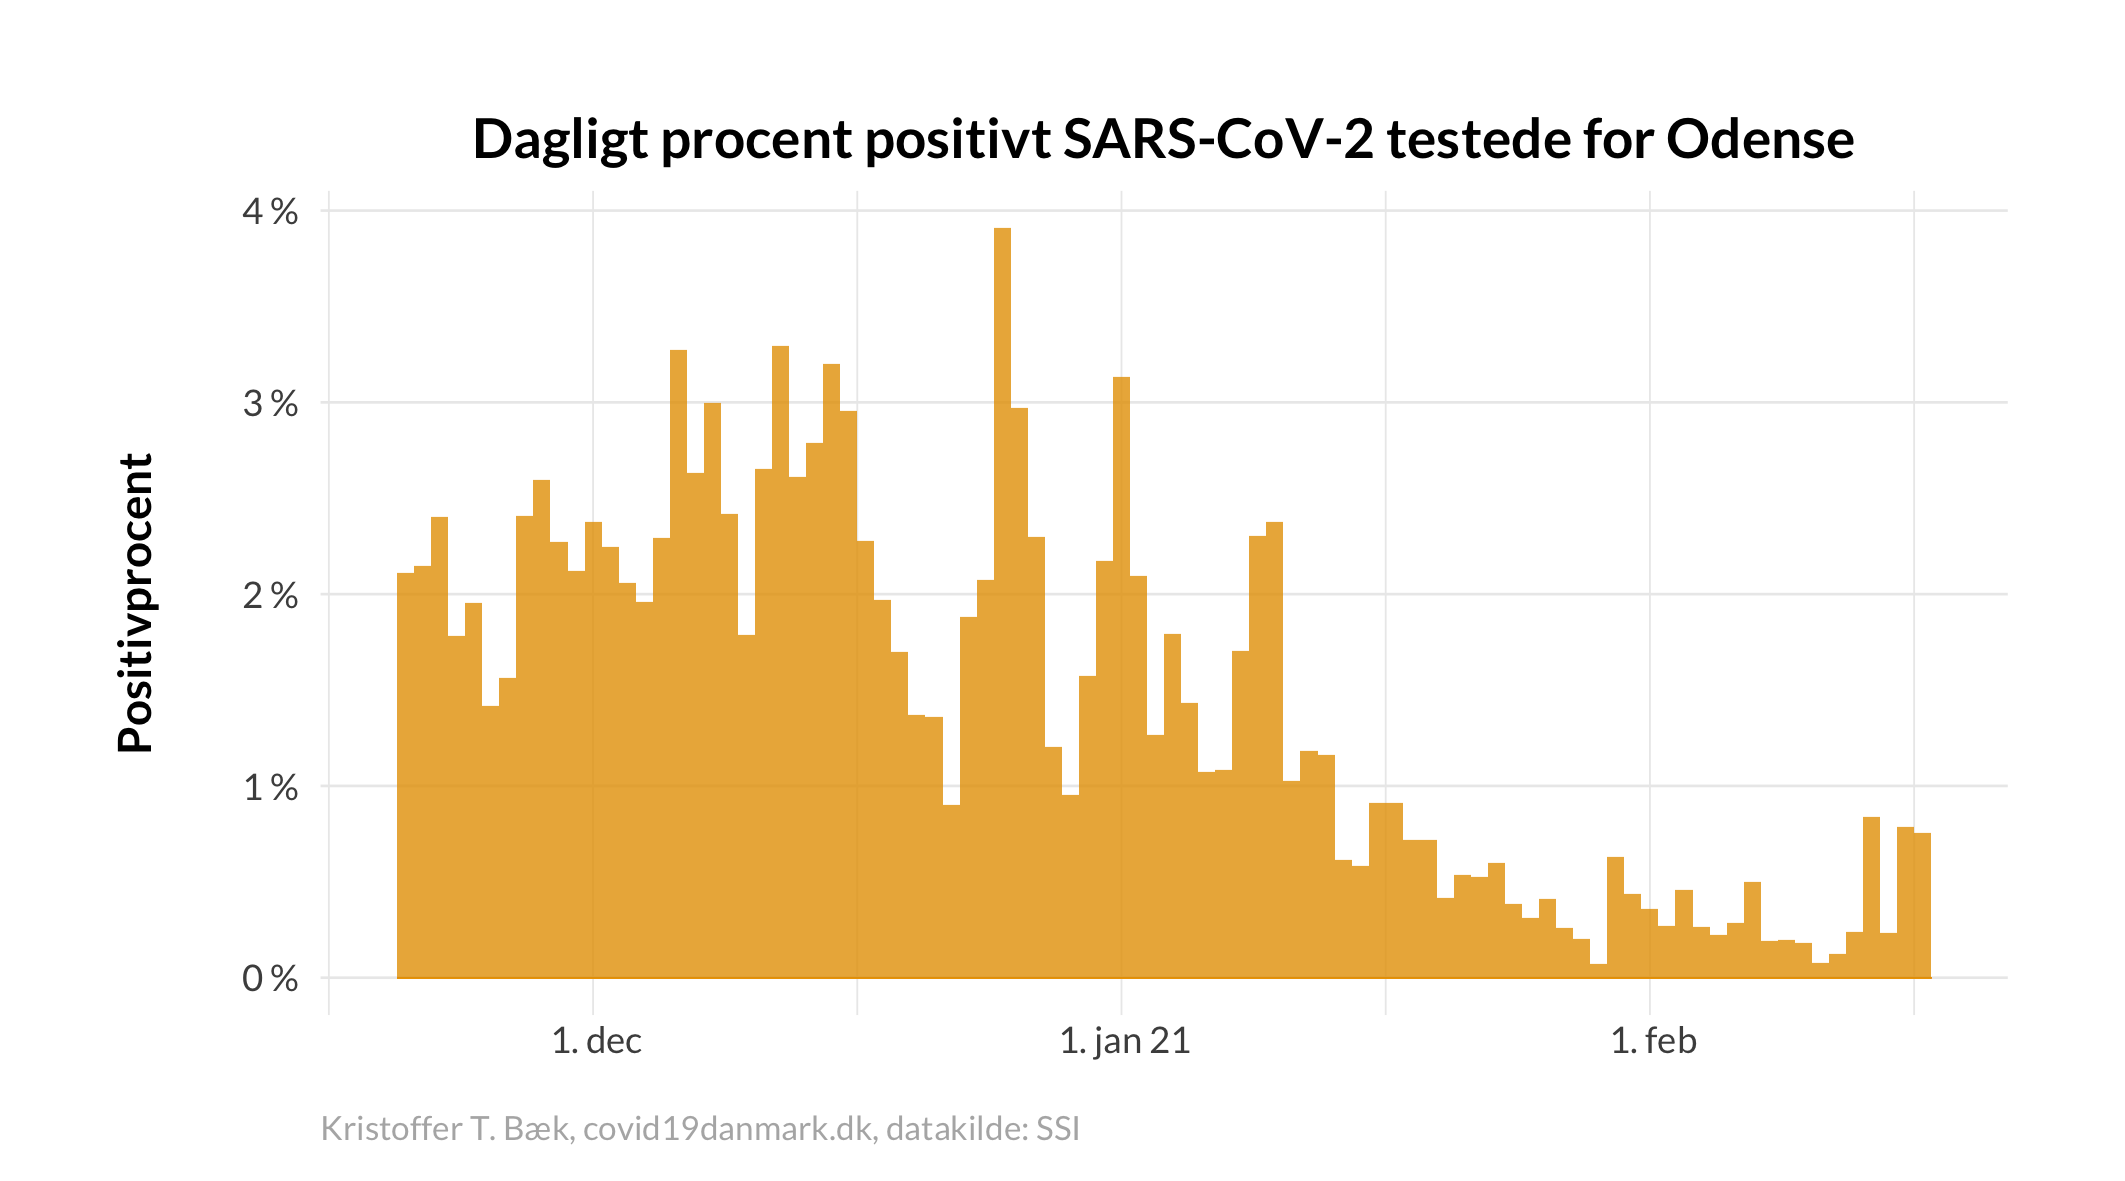 Dagligt procent positivt SARS-CoV-2 testede for Odense
4 %
3 %
2 %
1 %
0 %
Positivprocent
1. dec
1. jan 21
1. feb
Kristoffer T. Bæk, covid19danmark.dk, datakilde: SSI